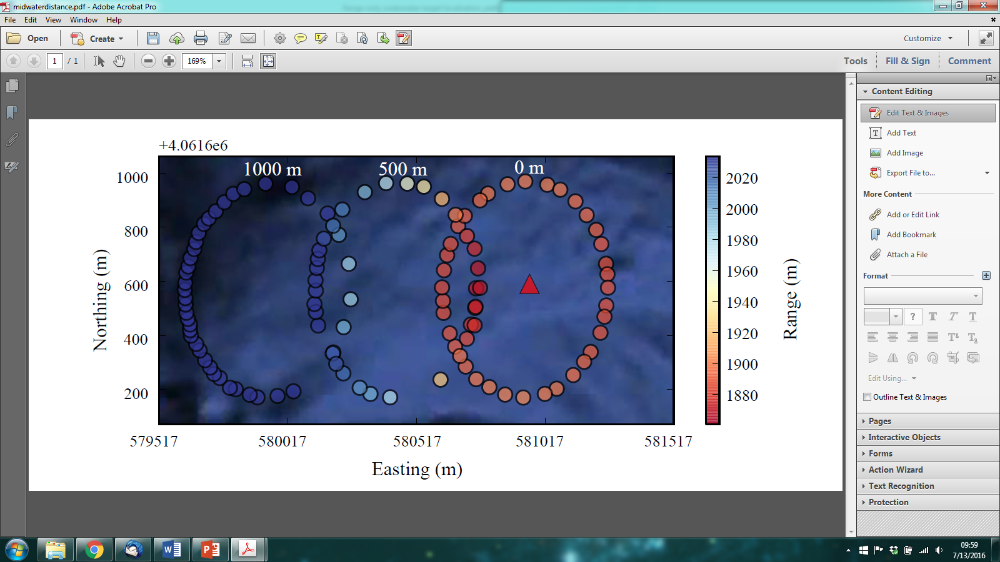 midwaterdistance.pdf - Adobe Acrobat Pro
File Edit View Window Help
Open Create Customize
1 / 1 169% Tools Fill & Sign Comment
Content Editing
Edit Text & Images
Add Text
Add Image
Export File to...
More Content
Add or Edit Link
Add Bookmark
Attach a File
Format
?
Edit Using...
Outline Text & Images
Pages
Interactive Objects
Forms
Action Wizard
Text Recognition
Protection
+4.0616e6
1000 m 500 m 0 m
1000
800
600
400
200
Northing (m)
579517 580017 580517 581017 581517
Easting (m)
2020
2000
1980
1960
1940
1920
1900
1880
Range (m)
09:59
7/13/2016